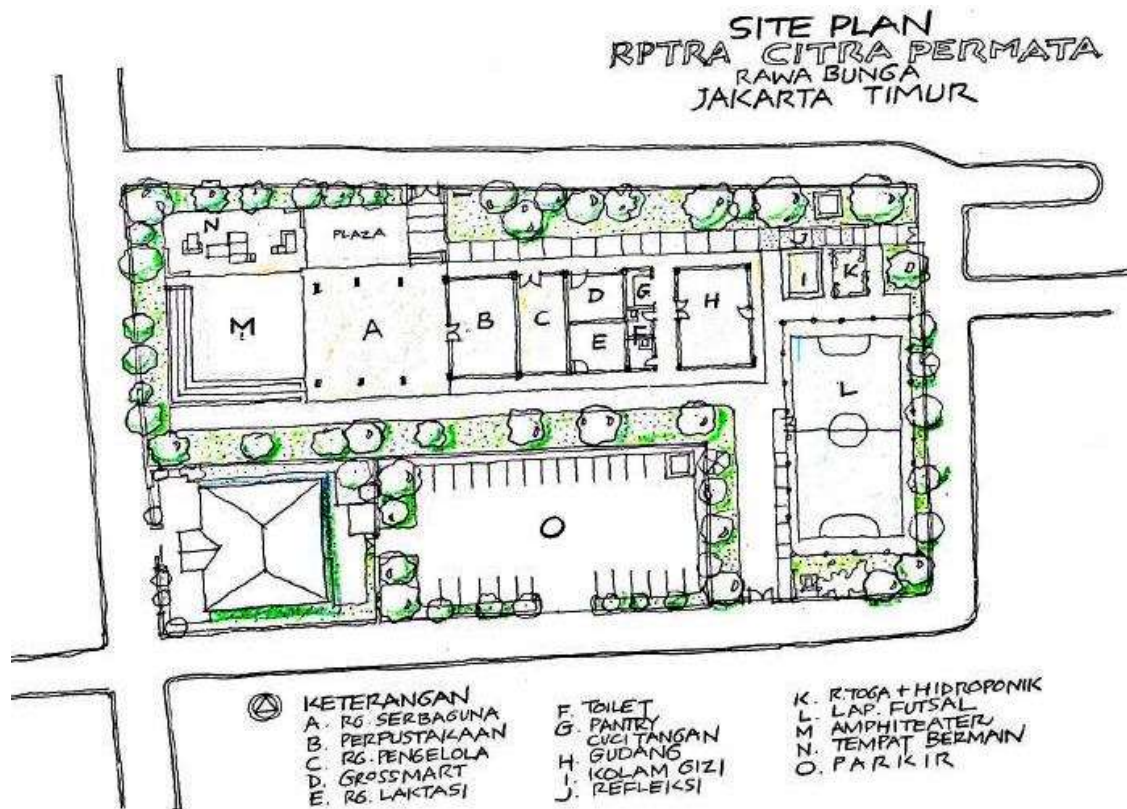 SITE PLAN
RPTRA CITRA PERMATA
RAWA BUNGA
JAKARTA TIMUR
N
PLAZA
J
I
K
M
A
B
C
D
G
H
E
F
L
O
KETERANGAN
A. RG. SERBAGUNA
B. PERPUSTAKAAN
C. RG. PENGELOLA
D. GROSSMART
E. RG. LAKTASI
F. TOILET
G. PANTRY
CUCI TANGAN
H. GUDANG
I. KOLAM GIZI
J. REFLEKSI
K. R.TOGA + HIDROPONIK
L. LAP. FUTSAL
M AMPHITEATER
N. TEMPAT BERMAIN
O. PARKIR